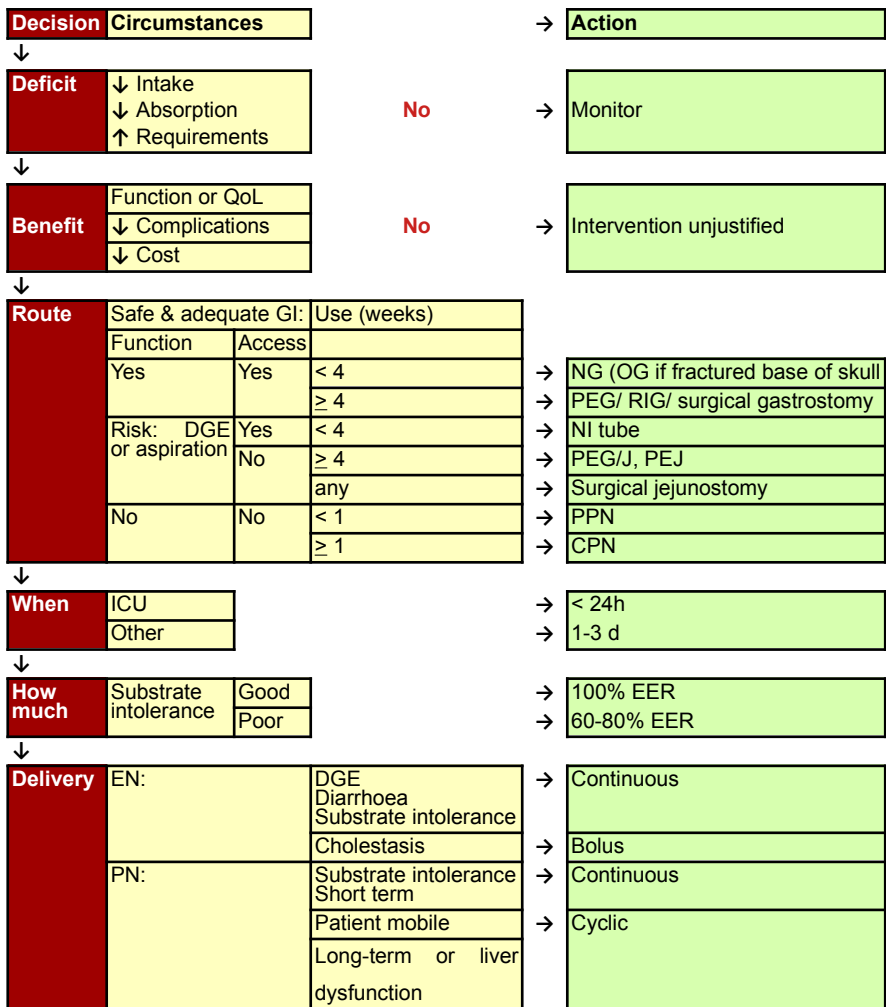 Decision Circumstances → Action
↓
Deficit ↓ Intake
↓ Absorption No → Monitor
↑ Requirements
↓
Function or QoL
Benefit ↓ Complications No → Intervention unjustified
↓ Cost
↓
Route Safe & adequate GI: Use (weeks)
Function Access
Yes Yes < 4 → NG (OG if fractured base of skull
≥ 4 → PEG/ RIG/ surgical gastrostomy
Risk: DGE Yes < 4 → NI tube
or aspiration No ≥ 4 → PEG/J, PEJ
any → Surgical jejunostomy
No No < 1 → PPN
≥ 1 → CPN
↓
When ICU → < 24h
Other → 1-3 d
↓
How Substrate Good → 100% EER
much intolerance Poor → 60-80% EER
↓
Delivery EN: DGE → Continuous
Diarrhoea
Substrate intolerance
Cholestasis → Bolus
PN: Substrate intolerance → Continuous
Short term
Patient mobile → Cyclic
Long-term or liver
dysfunction